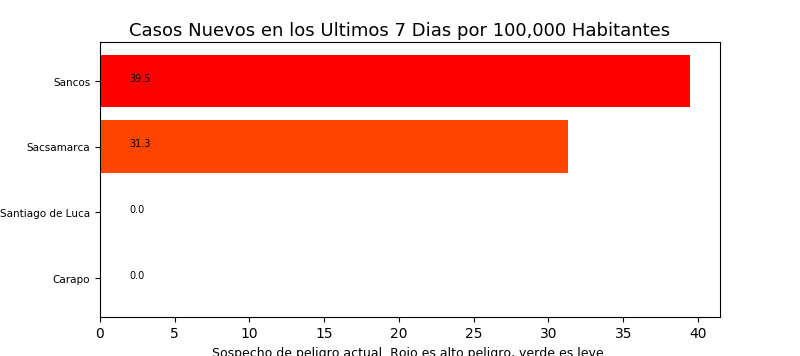 Casos Nuevos en los Ultimos 7 Dias por 100,000 Habitantes
Sancos
39.5
Sacsamarca
31.3
Santiago de Luca
0.0
Carapo
0.0
0 5 10 15 20 25 30 35 40
Sospecho de peligro actual. Rojo es alto peligro, verde es leve